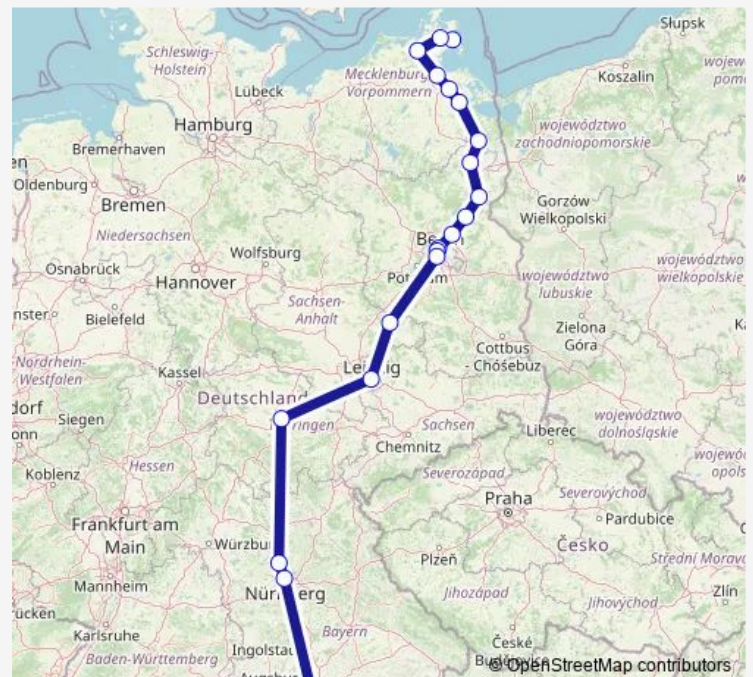 Słupsk
Schleswig-
Holstein
Koszalin
Mecklenburg
Vorpommern
Lübeck
Hamburg
województwo
zachodniopomorskie
Bremerhaven
Oldenburg
Bremen
Gorzów
Wielkopolski
Niedersachsen
Wolfsburg
Osnabrück
Hannover
województwo
wielkopolskie
województwo
lubuskie
Sachsen-
Anhalt
Bielefeld
Zielona
Góra
Cottbus
- Chóśebuz
Nordrhein-
Westfalen
Kassel
Deutschland
Siegen
Chemnitz
Sachsen
Liberec
województwo
dolnośląskie
Hessen
Koblenz
Severozápad
Severovýchod
Praha
Pardubice
Frankfurt am
Main
Česko
Plzeň
Střední
Mannheim
Jihozápad
Jihovýchod
Zlín
Karlsruhe
Bayern
Baden-Württemberg
České
© OpenStreetMap contributors